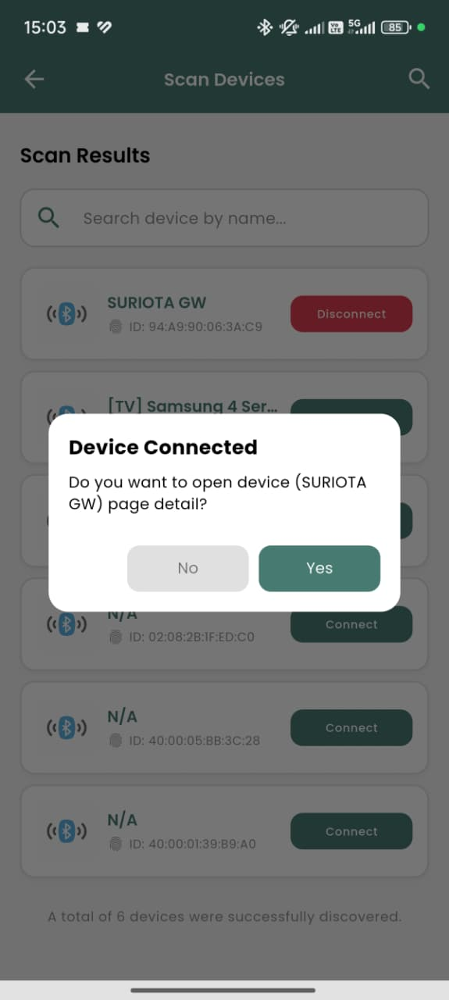 15:03
Vo LTE
5G
85
Scan Devices
Scan Results
Search device by name...
SURIOTA GW
ID: 94:A9:90:06:3A:C9
Disconnect
[TV] Samsung 4 Ser...
Device Connected
Do you want to open device (SURIOTA
GW) page detail?
No
Yes
N/A
ID: 02:08:2B:1F:ED:C0
Connect
N/A
ID: 40:00:05:BB:3C:28
Connect
N/A
ID: 40:00:01:39:B9:A0
Connect
A total of 6 devices were successfully discovered.